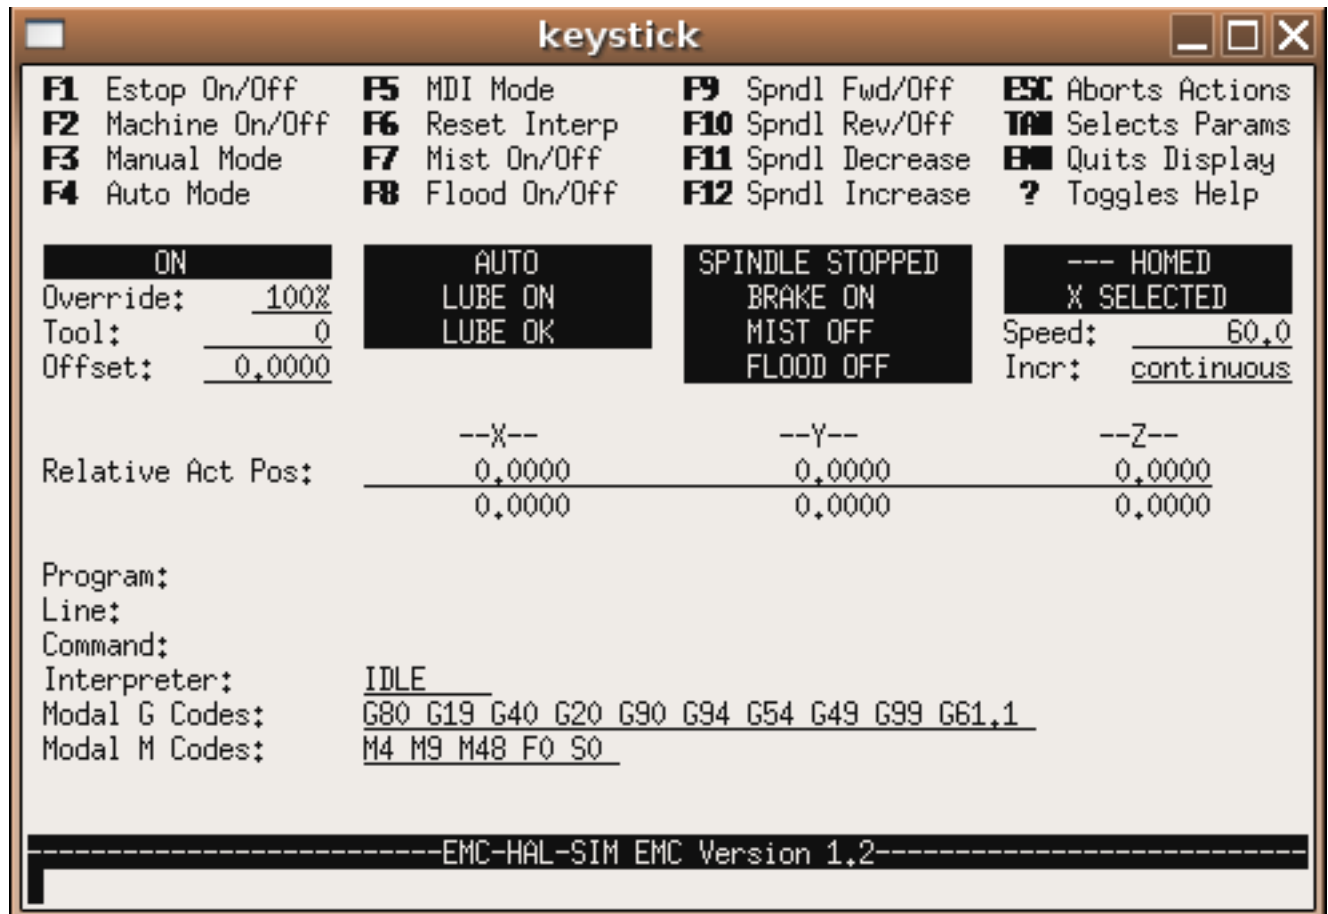 keystick
F1 Estop On/Off F5 MDI Mode F9 Spndl Fwd/Off ESC Aborts Actions
F2 Machine On/Off F6 Reset Interp F10 Spndl Rev/Off Selects Params
F3 Manual Mode F7 Mist On/Off F11 Spndl Decrease Quits Display
F4 Auto Mode F8 Flood On/Off F12 Spndl Increase ? Toggles Help
ON AUTO SPINDLE STOPPED --- HOMED
Override: 100% LUBE ON BRAKE ON X SELECTED
Tool: 0 LUBE OK MIST OFF Speed: 60.0
Offset: 0.0000 FLOOD OFF Incr: continuous
--X-- --Y-- --Z--
Relative Act Pos: 0.0000 0.0000 0.0000
0.0000 0.0000 0.0000
Program:
Line:
Command:
Interpreter: IDLE
Modal G Codes: G80 G19 G40 G20 G90 G94 G54 G49 G99 G61.1
Modal M Codes: M4 M9 M48 F0 S0
--------------------------EMC-HAL-SIM EMC Version 1.2---------------------------